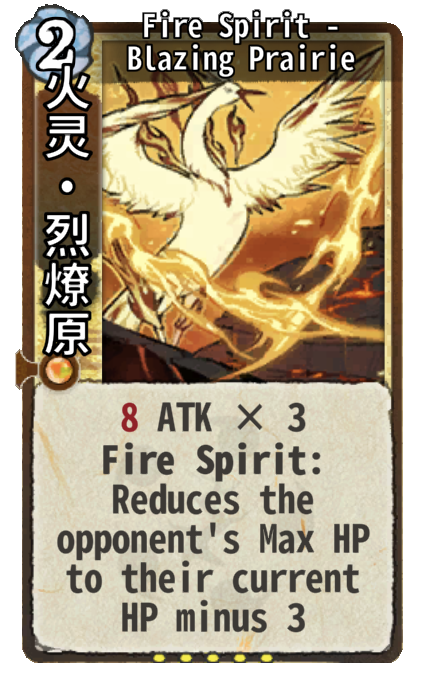 2
Fire Spirit -
Blazing Prairie
火灵·烈燎原
8 ATK × 3
Fire Spirit:
Reduces the
opponent's Max HP
to their current
HP minus 3